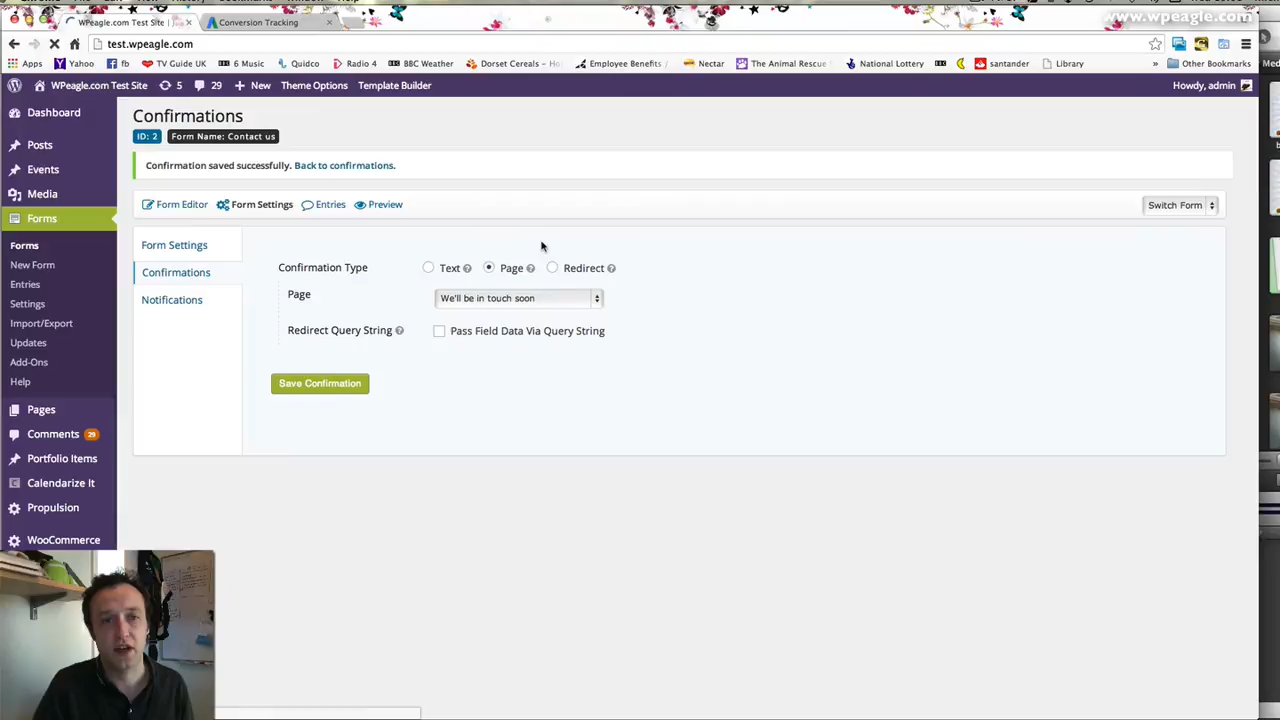 www.wpeagle.com
WPeagle.com Test Site |
Conversion Tracking
test.wpeagle.com
Apps Yahoo fb TV Guide UK 6 Music Quidco Radio 4 BBC Weather Dorset Cereals – Employee Benefits Nectar The Animal Rescue National Lottery santander Library » Other Bookmarks
WPeagle.com Test Site 5 29 + New Theme Options Template Builder Howdy, admin
Dashboard
Posts
Events
Media
Forms
Forms
New Form
Entries
Settings
Import/Export
Updates
Add-Ons
Help
Pages
Comments 29
Portfolio Items
Calendarize It
Propulsion
WooCommerce
Confirmations
ID: 2 Form Name: Contact us
Confirmation saved successfully. Back to confirmations.
Form Editor Form Settings Entries Preview Switch Form
Form Settings
Confirmations
Notifications
Confirmation Type Text Page Redirect
Page We'll be in touch soon
Redirect Query String Pass Field Data Via Query String
Save Confirmation